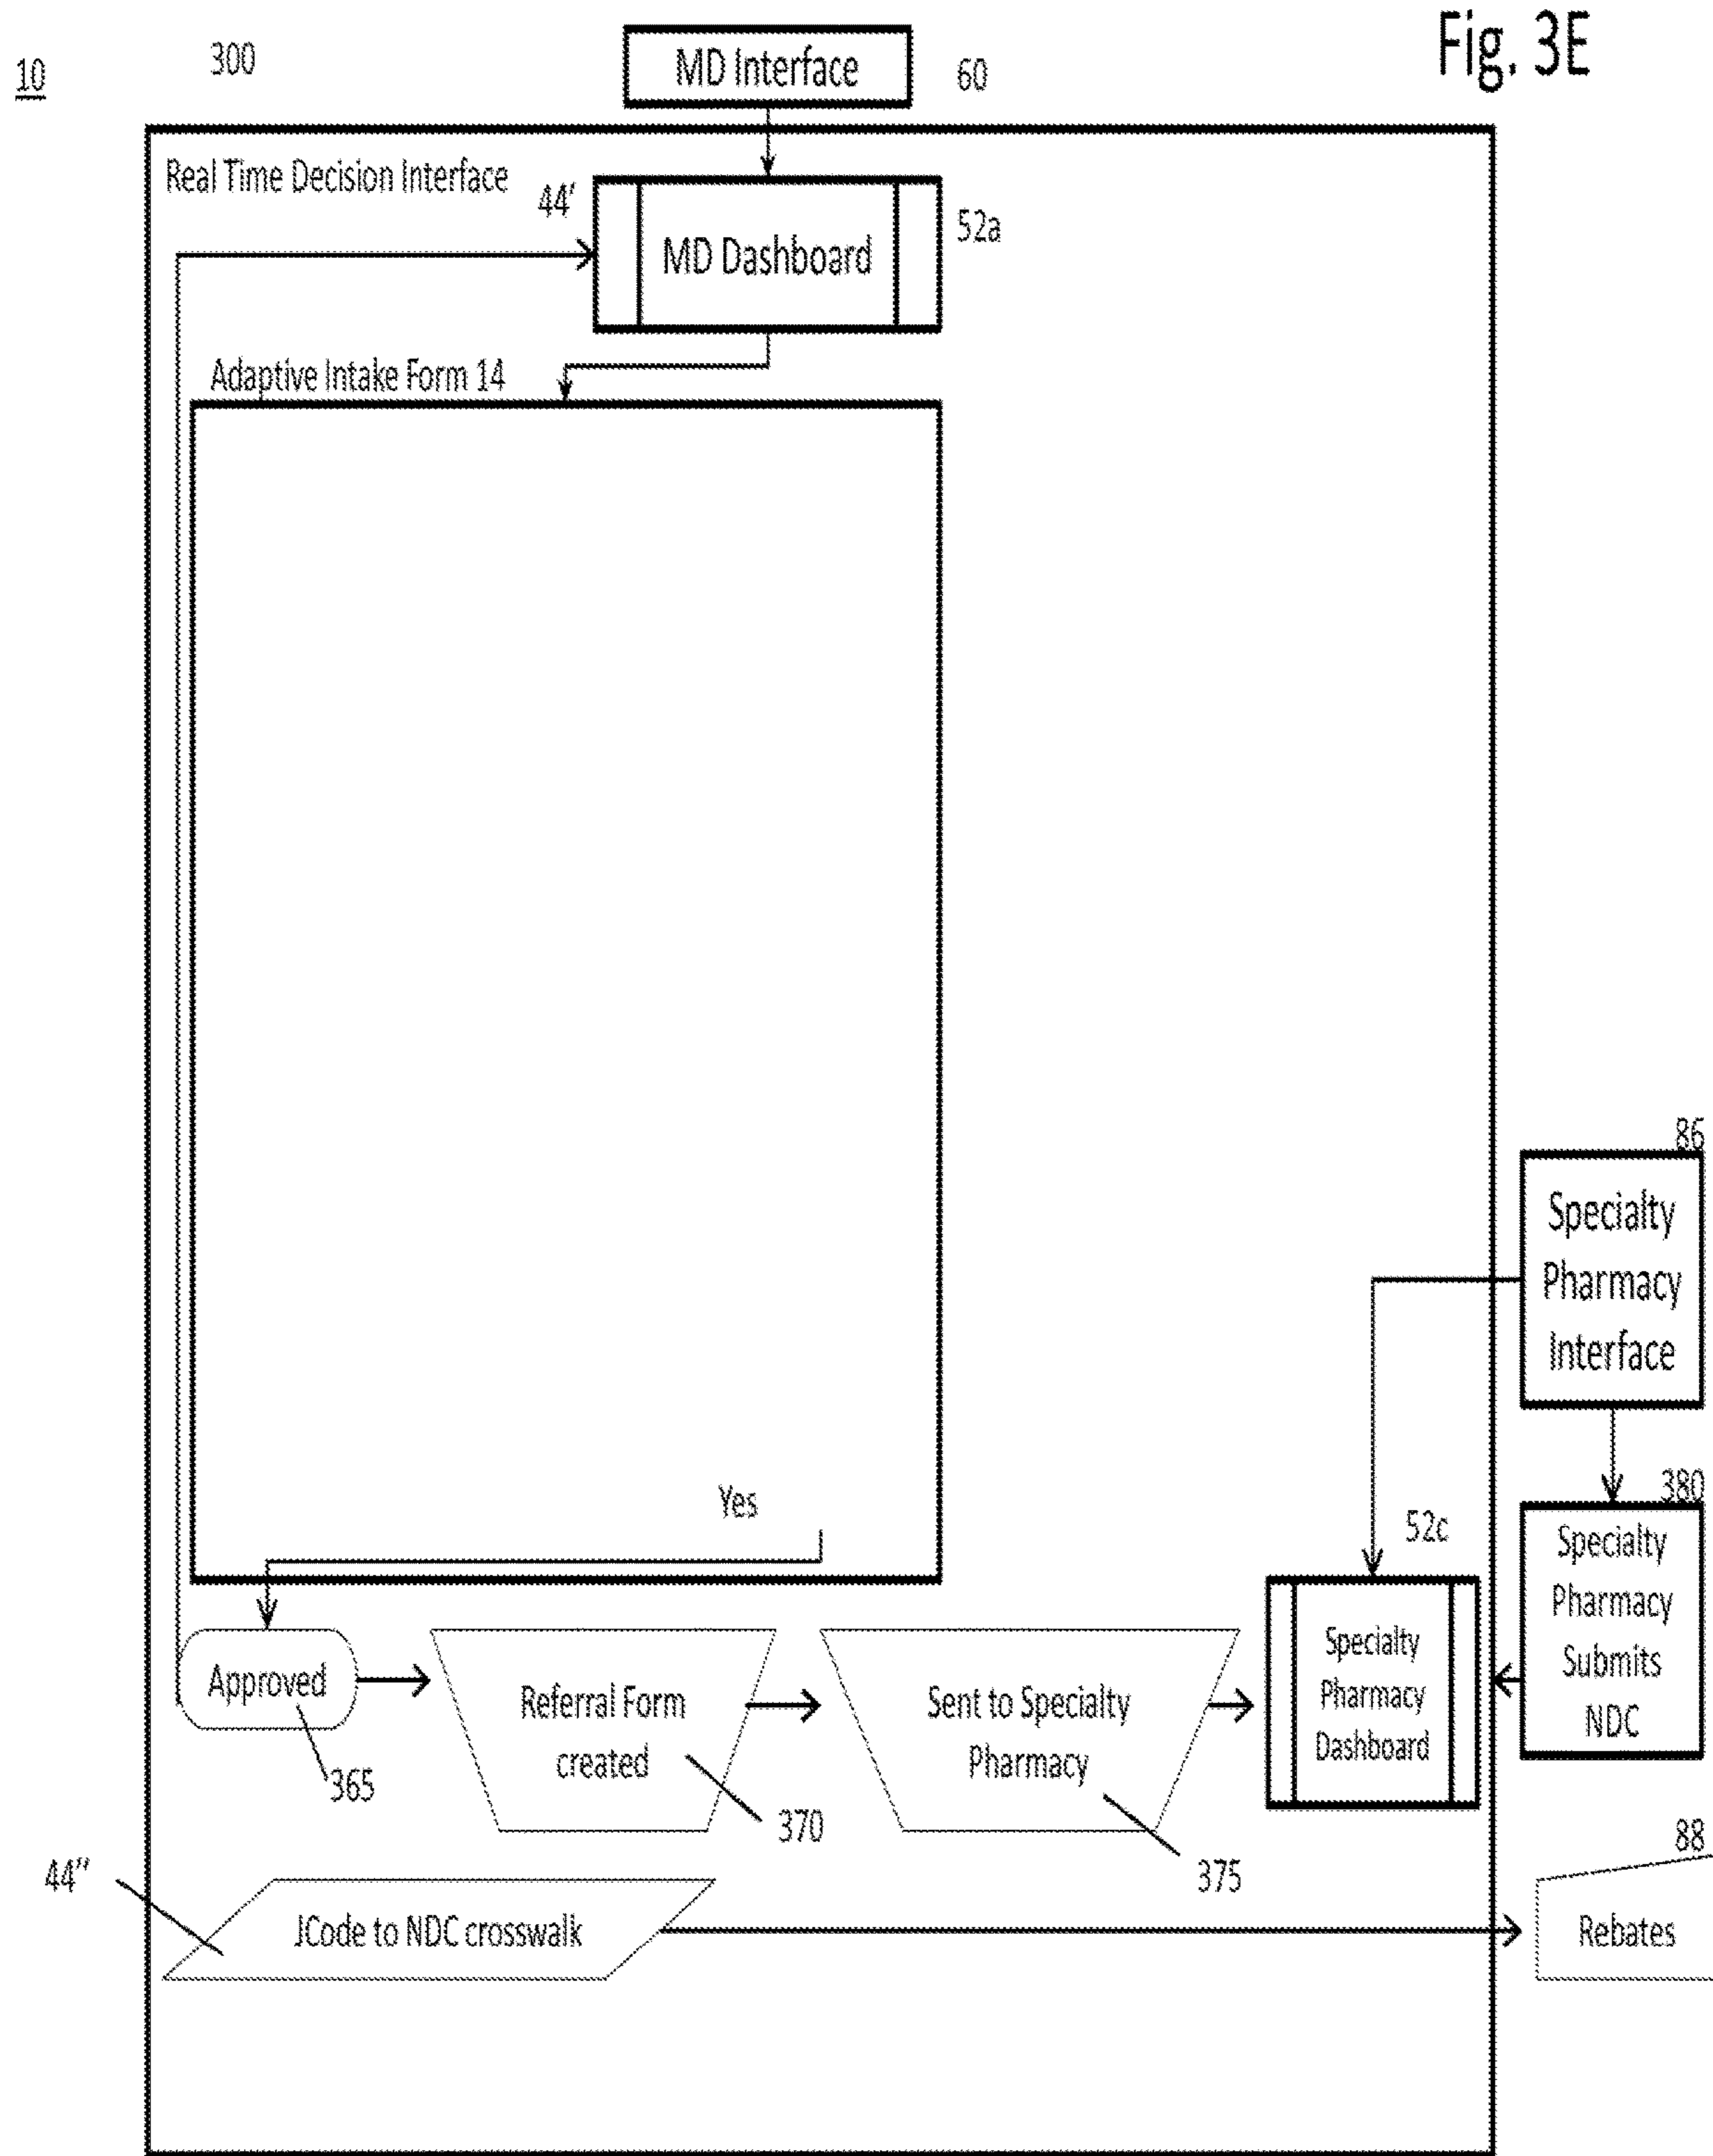 Fig. 3E
10
300
MD Interface
60
Real Time Decision Interface
44'
MD Dashboard
52a
Adaptive Intake Form 14
86
Specialty
Pharmacy
Interface
Yes
380
52c
Specialty
Pharmacy
Submits
NDC
Approved
365
Referral Form
created
370
Sent to Specialty
Pharmacy
375
Specialty
Pharmacy
Dashboard
88
44"
JCode to NDC crosswalk
Rebates